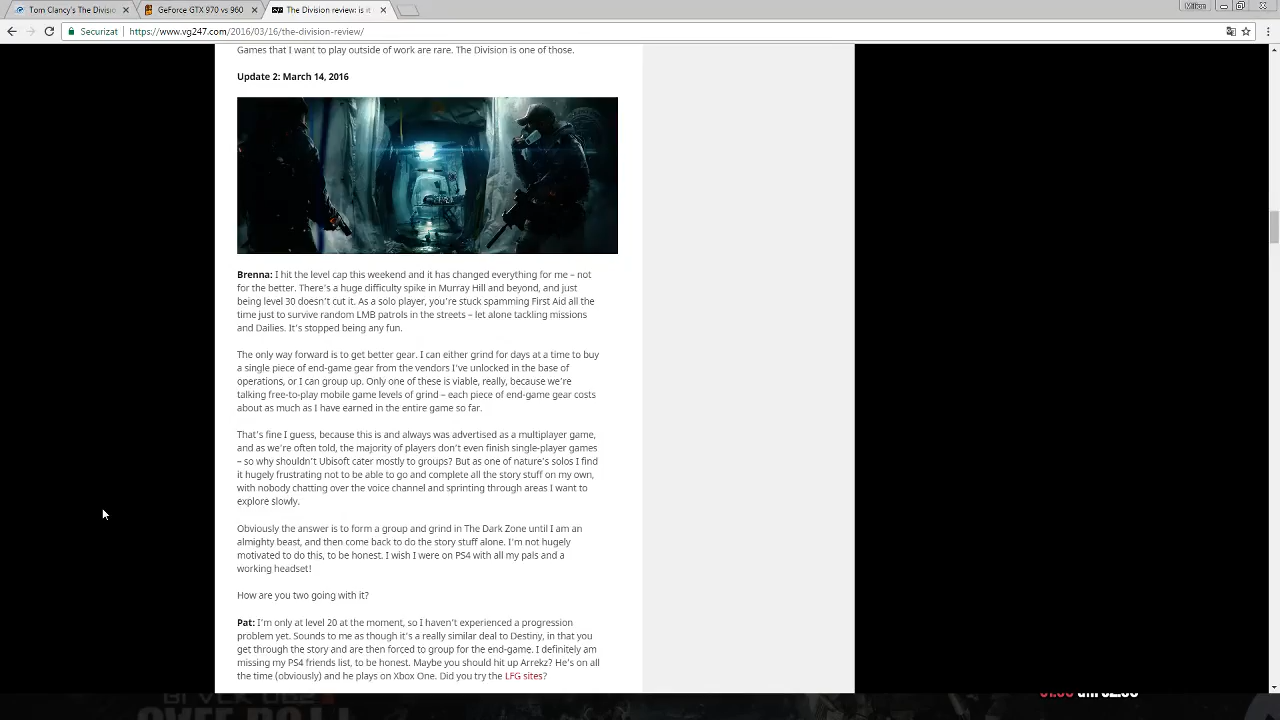 Tom Clancy's The Divisio
GeForce GTX 970 vs 960
The Division review: is it
Securizat
https://www.vg247.com/2016/03/16/the-division-review/
Games that I want to play outside of work are rare. The Division is one of those.
Update 2: March 14, 2016
Brenna: I hit the level cap this weekend and it has changed everything for me – not
for the better. There's a huge difficulty spike in Murray Hill and beyond, and just
being level 30 doesn't cut it. As a solo player, you're stuck spamming First Aid all the
time just to survive random LMB patrols in the streets – let alone tackling missions
and Dailies. It's stopped being any fun.
The only way forward is to get better gear. I can either grind for days at a time to buy
a single piece of end-game gear from the vendors I've unlocked in the base of
operations, or I can group up. Only one of these is viable, really, because we're
talking free-to-play mobile game levels of grind – each piece of end-game gear costs
about as much as I have earned in the entire game so far.
That's fine I guess, because this is and always was advertised as a multiplayer game,
and as we're often told, the majority of players don't even finish single-player games
– so why shouldn't Ubisoft cater mostly to groups? But as one of nature's solos I find
it hugely frustrating not to be able to go and complete all the story stuff on my own,
with nobody chatting over the voice channel and sprinting through areas I want to
explore slowly.
Obviously the answer is to form a group and grind in The Dark Zone until I am an
almighty beast, and then come back to do the story stuff alone. I'm not hugely
motivated to do this, to be honest. I wish I were on PS4 with all my pals and a
working headset!
How are you two going with it?
Pat: I'm only at level 20 at the moment, so I haven't experienced a progression
problem yet. Sounds to me as though it's a really similar deal to Destiny, in that you
get through the story and are then forced to group for the end-game. I definitely am
missing my PS4 friends list, to be honest. Maybe you should hit up Arrekz? He's on all
the time (obviously) and he plays on Xbox One. Did you try the LFG sites?